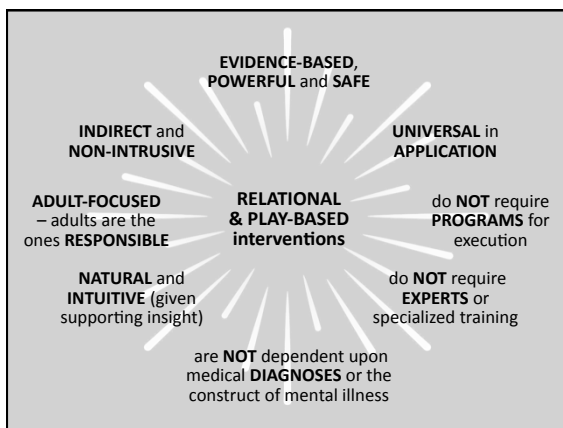 EVIDENCE-BASED,
POWERFUL and SAFE
INDIRECT and
NON-INTRUSIVE
UNIVERSAL in
APPLICATION
ADULT-FOCUSED
– adults are the
ones RESPONSIBLE
RELATIONAL
& PLAY-BASED
interventions
do NOT require
PROGRAMS for
execution
NATURAL and
INTUITIVE (given
supporting insight)
do NOT require
EXPERTS or
specialized training
are NOT dependent upon
medical DIAGNOSES or the
construct of mental illness